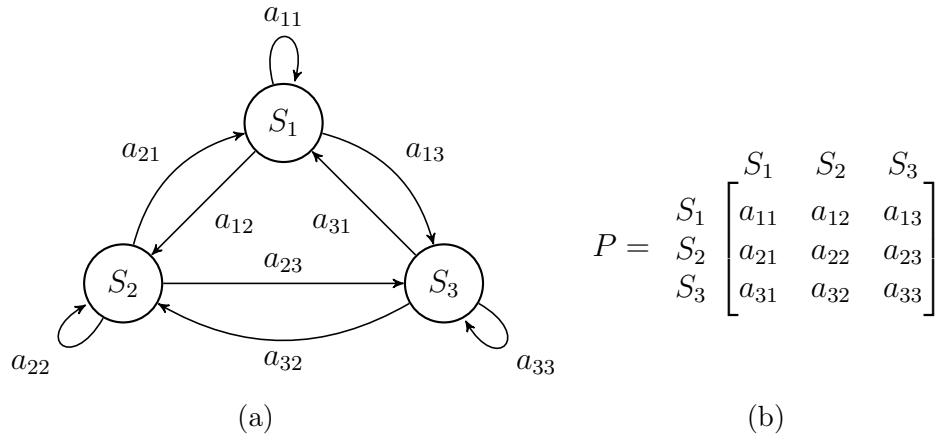 a₁₁
S₁
a₂₁ a₁₃
a₁₂ a₃₁
a₂₃
S₂ S₃
a₂₂ a₃₂ a₃₃
(a)
S₁ S₂ S₃
S₁ a₁₁ a₁₂ a₁₃
P = S₂ a₂₁ a₂₂ a₂₃
S₃ a₃₁ a₃₂ a₃₃
(b)